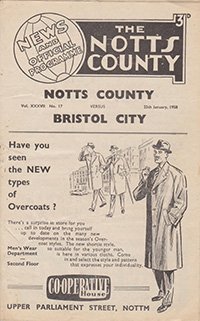 3D
NEWS
AND OFFICIAL
PROGRAMME
THE
NOTTS
COUNTY
NOTTS COUNTY
Vol. XXXVII No. 17 VERSUS 25th January, 1958
BRISTOL CITY
Have you
seen
the NEW
types
of
Overcoats ?
There's a surprise in store for you
... call in today and bring yourself
up to date on the many new
developments in the season's Over-
coat styles. The new shortie style,
so suitable for the younger man,
is here in various cloths. Come
in and select the style and pattern
that expresses your individuality.
Men's Wear
Department
Second Floor
CO-OPERATIVE
House
UPPER PARLIAMENT STREET, NOTTM